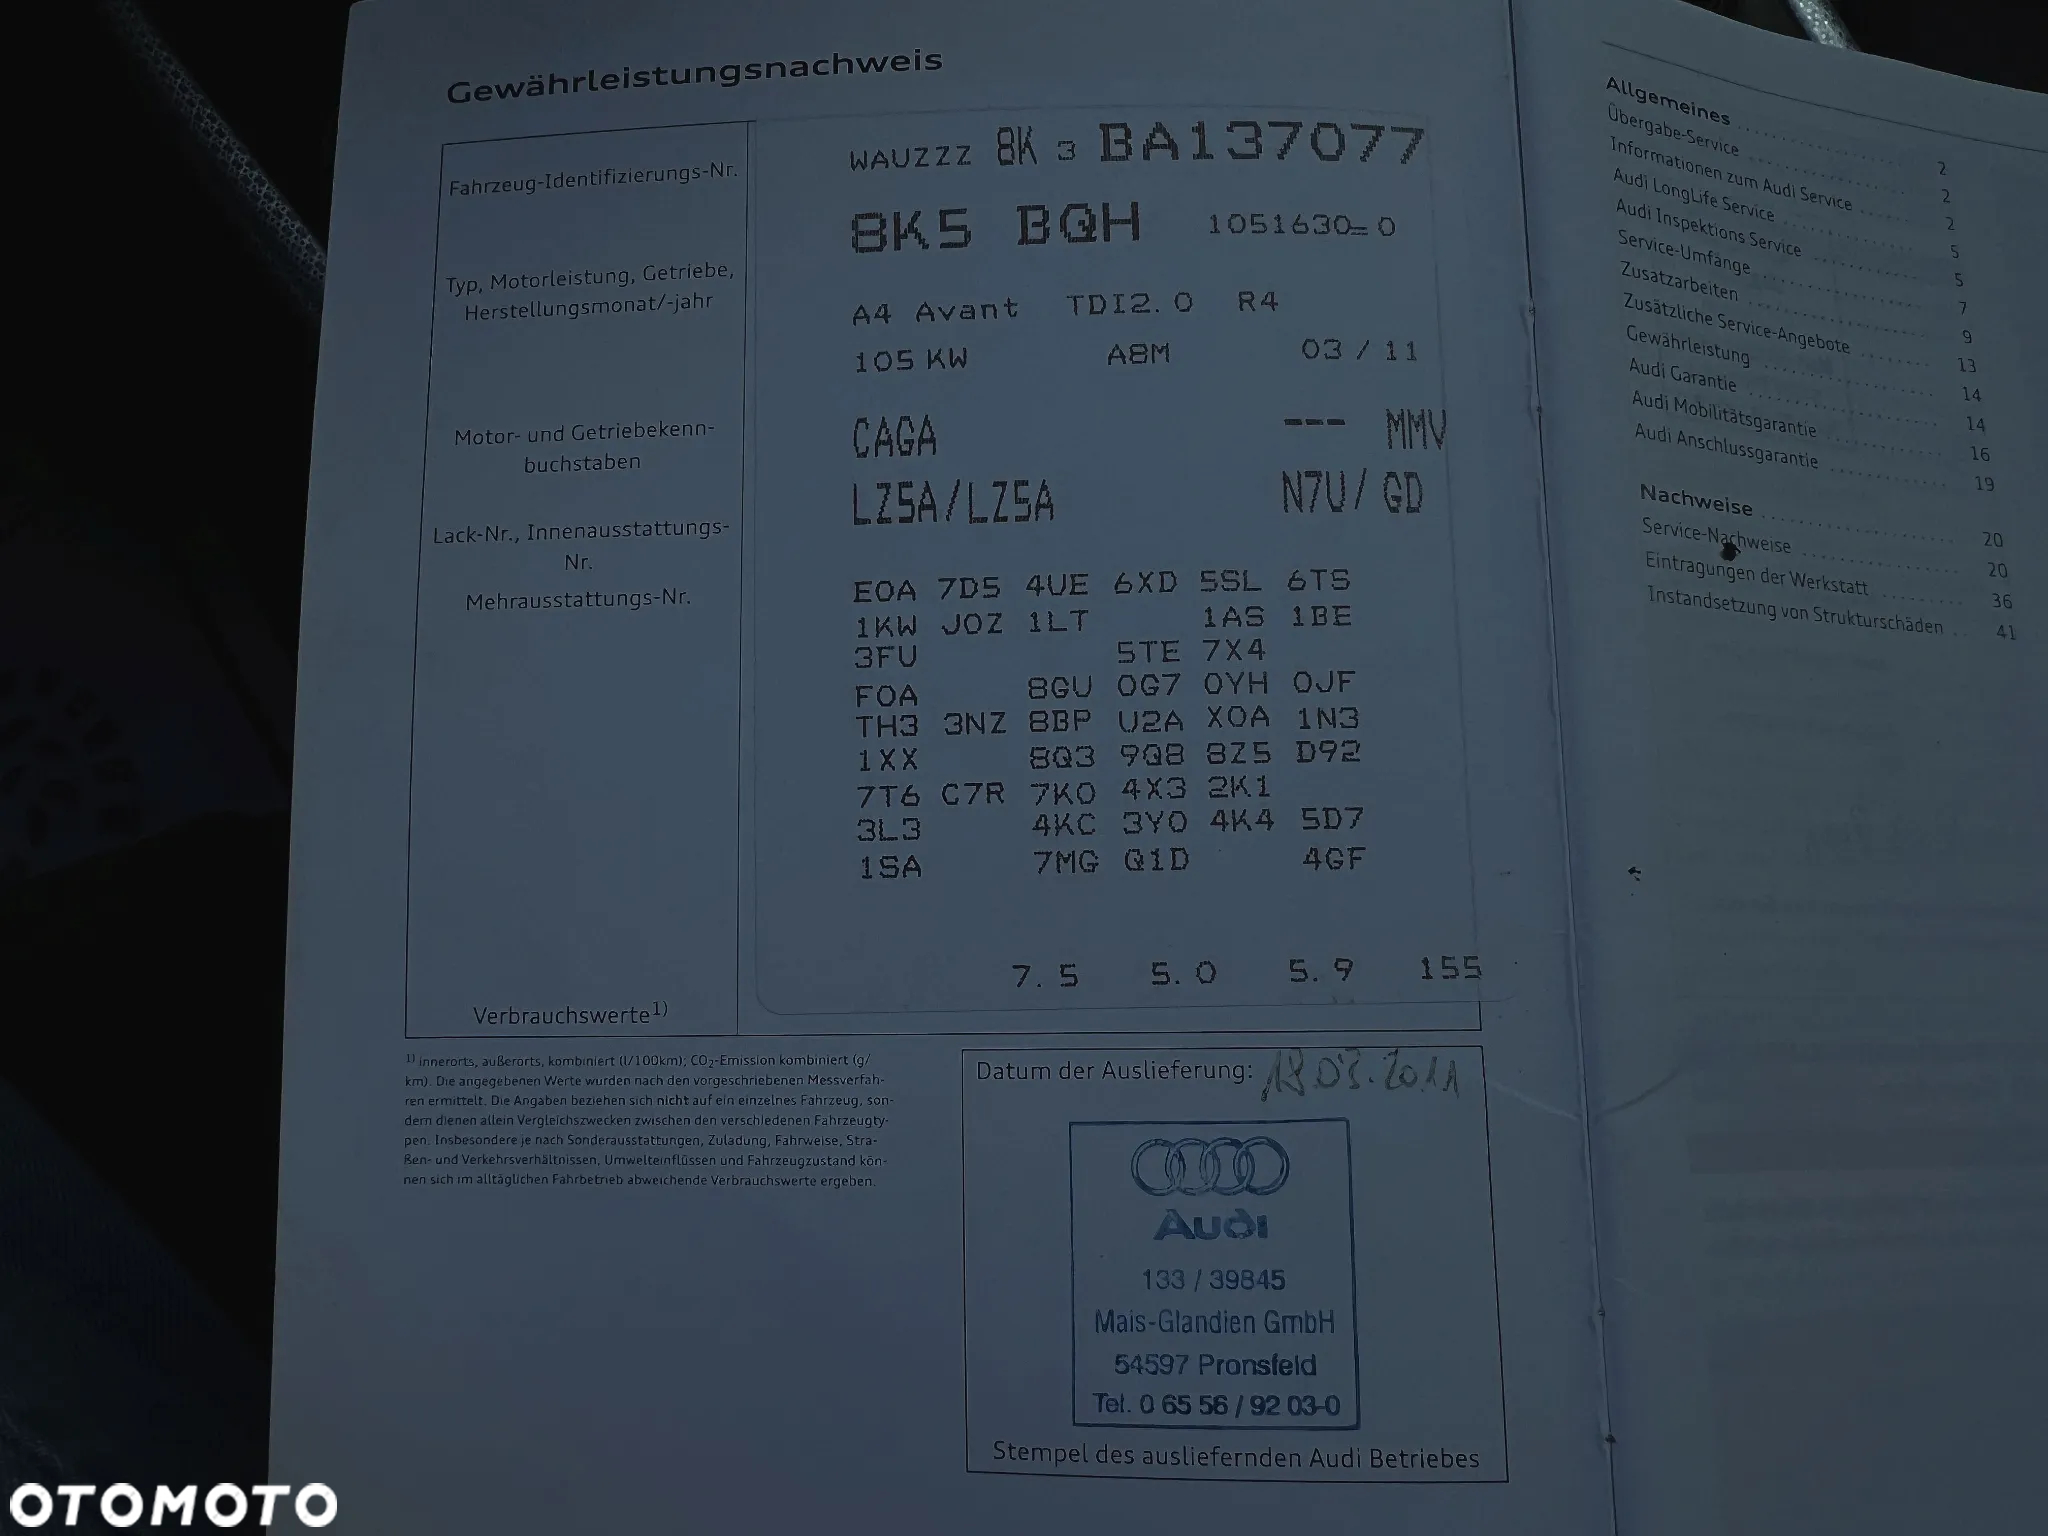 Gewährleistungsnachweis
Fahrzeug-Identifizierungs-Nr.
WAUZZZ 8K 3 BA137077
8K5 BQH 1051630=0
Typ, Motorleistung, Getriebe,
Herstellungsmonat/-jahr
A4 Avant TDI2.0 R4
105 KW A8M 03/11
Motor- und Getriebekenn-
buchstaben
CAGA --- MMV
Lack-Nr., Innenausstattungs-
Nr.
LZ5A/LZ5A N7U/GD
Mehrausstattungs-Nr.
E0A 7D5 4UE 6XD 5SL 6TS
1KW J0Z 1LT 1AS 1BE
3FU 5TE 7X4
F0A 8GU 0G7 0YH 0JF
TH3 3NZ 8BP U2A X0A 1N3
1XX 8Q3 9Q8 8Z5 D92
7T6 C7R 7K0 4X3 2K1
3L3 4KC 3Y0 4K4 5D7
1SA 7MG Q1D 4GF
Verbrauchswerte1)
7.5 5.0 5.9 155
1) innerorts, außerorts, kombiniert (l/100km); CO2-Emission kombiniert (g/
km). Die angegebenen Werte wurden nach den vorgeschriebenen Messverfah-
ren ermittelt. Die Angaben beziehen sich nicht auf ein einzelnes Fahrzeug, son-
dern dienen allein Vergleichszwecken zwischen den verschiedenen Fahrzeugty-
pen. Insbesondere je nach Sonderausstattungen, Zuladung, Fahrweise, Stra-
ßen- und Verkehrsverhältnissen, Umwelteinflüssen und Fahrzeugzustand kön-
nen sich im alltäglichen Fahrbetrieb abweichende Verbrauchswerte ergeben.
Datum der Auslieferung:
Audi
133 / 39845
Mais-Glandien GmbH
54597 Pronsfeld
Tel. 0 65 56 / 92 03-0
Stempel des ausliefernden Audi Betriebes
Allgemeines 2
Übergabe-Service 2
Informationen zum Audi Service 2
Audi LongLife Service 5
Audi Inspektions Service 5
Service-Umfänge 7
Zusatzarbeiten 9
Zusätzliche Service-Angebote 13
Gewährleistung 14
Audi Garantie 14
Audi Mobilitätsgarantie 16
Audi Anschlussgarantie 19
Nachweise 20
Service-Nachweise 20
Eintragungen der Werkstatt 36
Instandsetzung von Strukturschäden 41
OTOMOTO